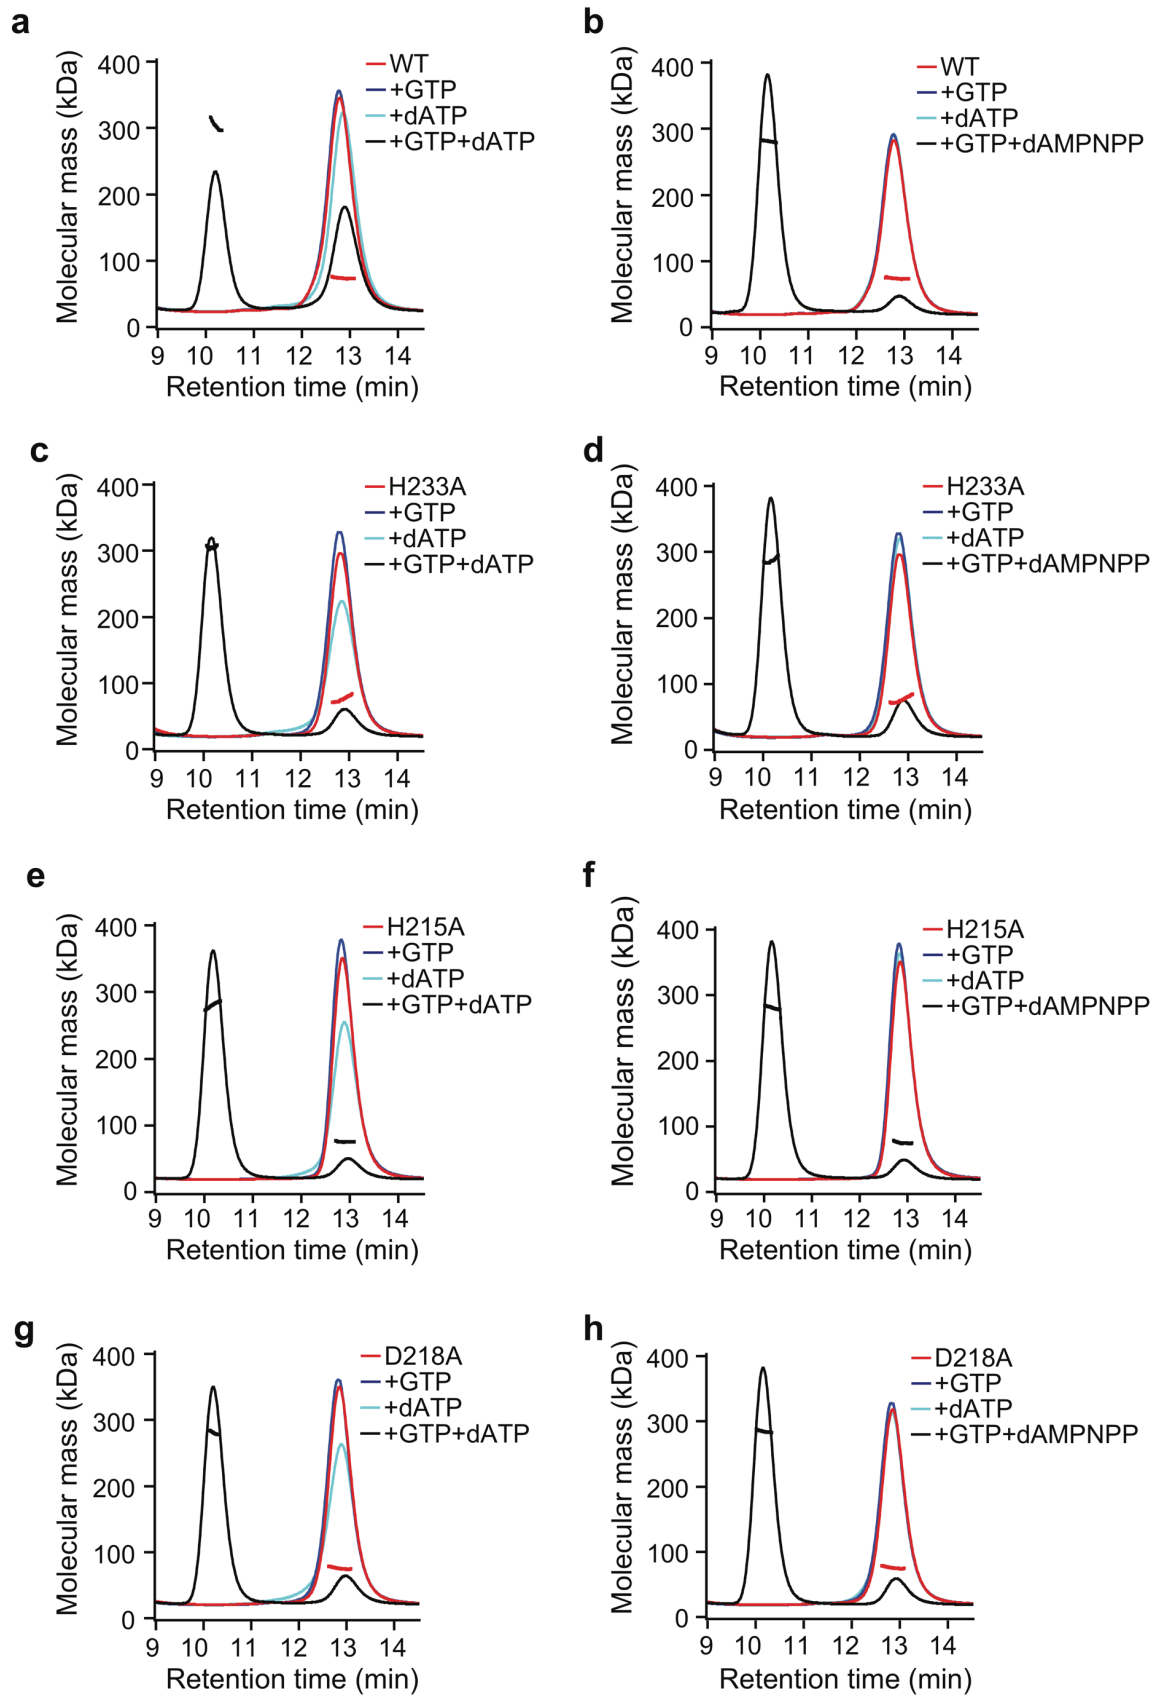 a
Molecular mass (kDa)
400
300
200
100
0
WT
+GTP
+dATP
+GTP+dATP
9 10 11 12 13 14
Retention time (min)
b
Molecular mass (kDa)
400
300
200
100
0
WT
+GTP
+dATP
+GTP+dAMPNPP
9 10 11 12 13 14
Retention time (min)
c
Molecular mass (kDa)
400
300
200
100
0
H233A
+GTP
+dATP
+GTP+dATP
9 10 11 12 13 14
Retention time (min)
d
Molecular mass (kDa)
400
300
200
100
0
H233A
+GTP
+dATP
+GTP+dAMPNPP
9 10 11 12 13 14
Retention time (min)
e
Molecular mass (kDa)
400
300
200
100
0
H215A
+GTP
+dATP
+GTP+dATP
9 10 11 12 13 14
Retention time (min)
f
Molecular mass (kDa)
400
300
200
100
0
H215A
+GTP
+dATP
+GTP+dAMPNPP
9 10 11 12 13 14
Retention time (min)
g
Molecular mass (kDa)
400
300
200
100
0
D218A
+GTP
+dATP
+GTP+dATP
9 10 11 12 13 14
Retention time (min)
h
Molecular mass (kDa)
400
300
200
100
0
D218A
+GTP
+dATP
+GTP+dAMPNPP
9 10 11 12 13 14
Retention time (min)